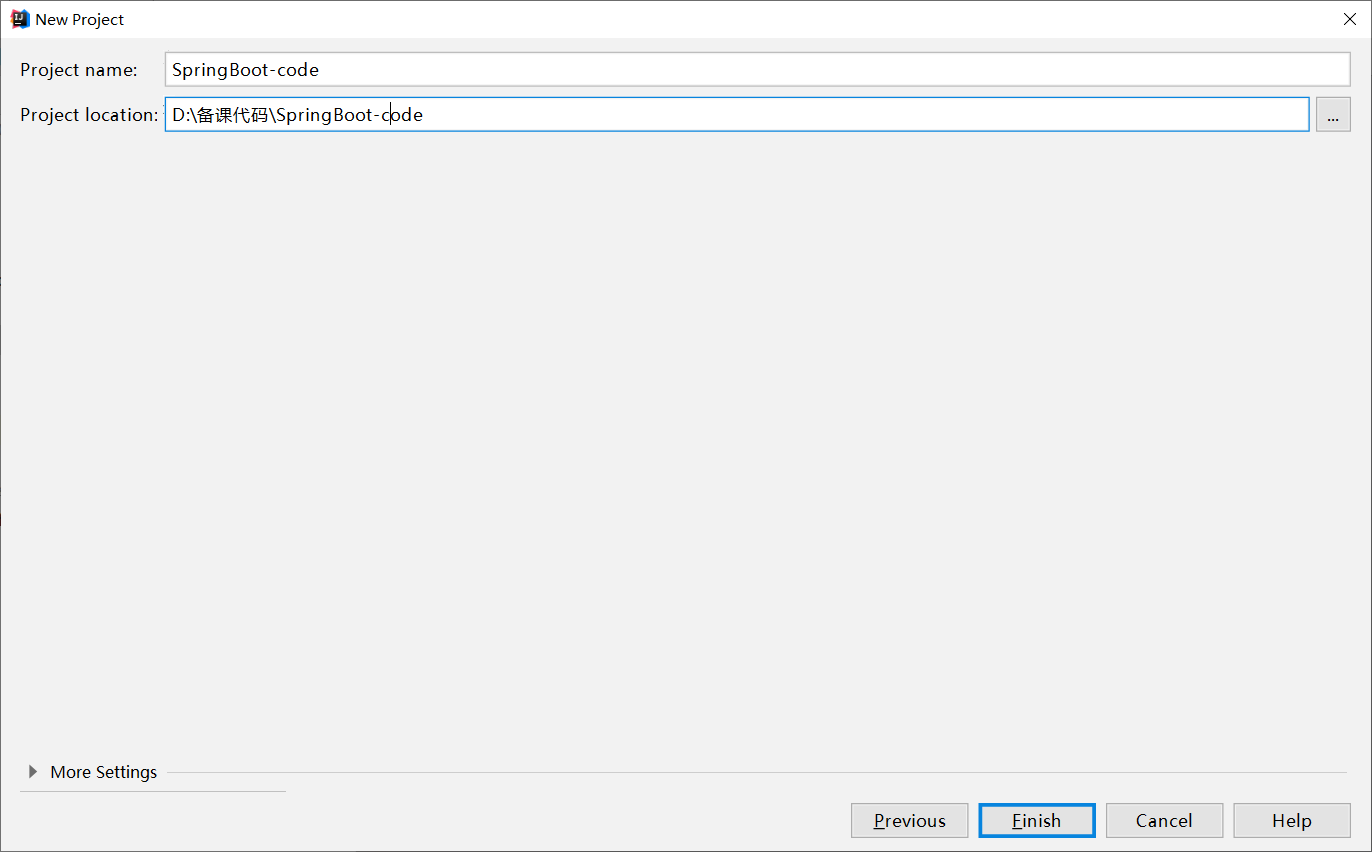 New Project
Project name: SpringBoot-code
Project location: D:\备课代码\SpringBoot-code ...
More Settings
Previous Finish Cancel Help